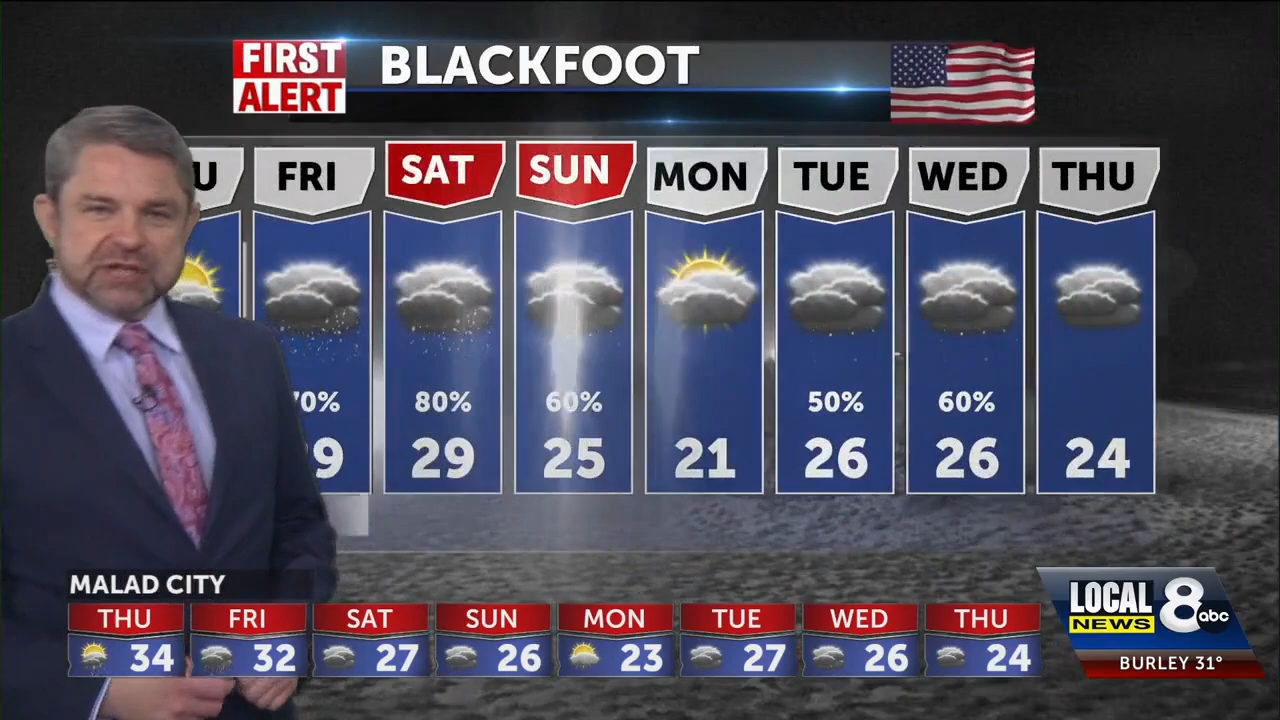 FIRST
ALERT
BLACKFOOT
U FRI SAT SUN MON TUE WED THU
70% 80% 60% 50% 60%
9 29 25 21 26 26 24
MALAD CITY
THU FRI SAT SUN MON TUE WED THU
34 32 27 26 23 27 26 24
LOCAL
NEWS
8
abc
BURLEY 31°